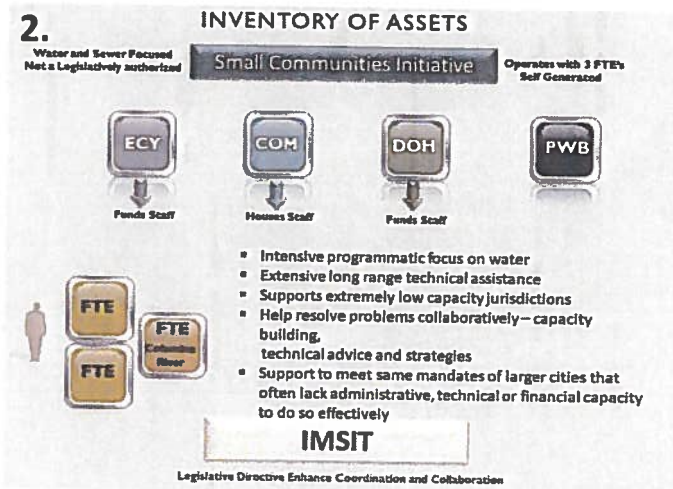 2.
INVENTORY OF ASSETS
Water and Sewer Focused
Not a Legislatively authorized
Small Communities Initiative
Operates with 3 FTE's
Self Generated
ECY
COM
DOH
PWB
Funds Staff
Houses Staff
Funds Staff
▪ Intensive programmatic focus on water
▪ Extensive long range technical assistance
▪ Supports extremely low capacity jurisdictions
▪ Help resolve problems collaboratively – capacity
building,
technical advice and strategies
▪ Support to meet same mandates of larger cities that
often lack administrative, technical or financial capacity
to do so effectively
FTE
FTE
Columbia
River
FTE
IMSIT
Legislative Directive Enhance Coordination and Collaboration